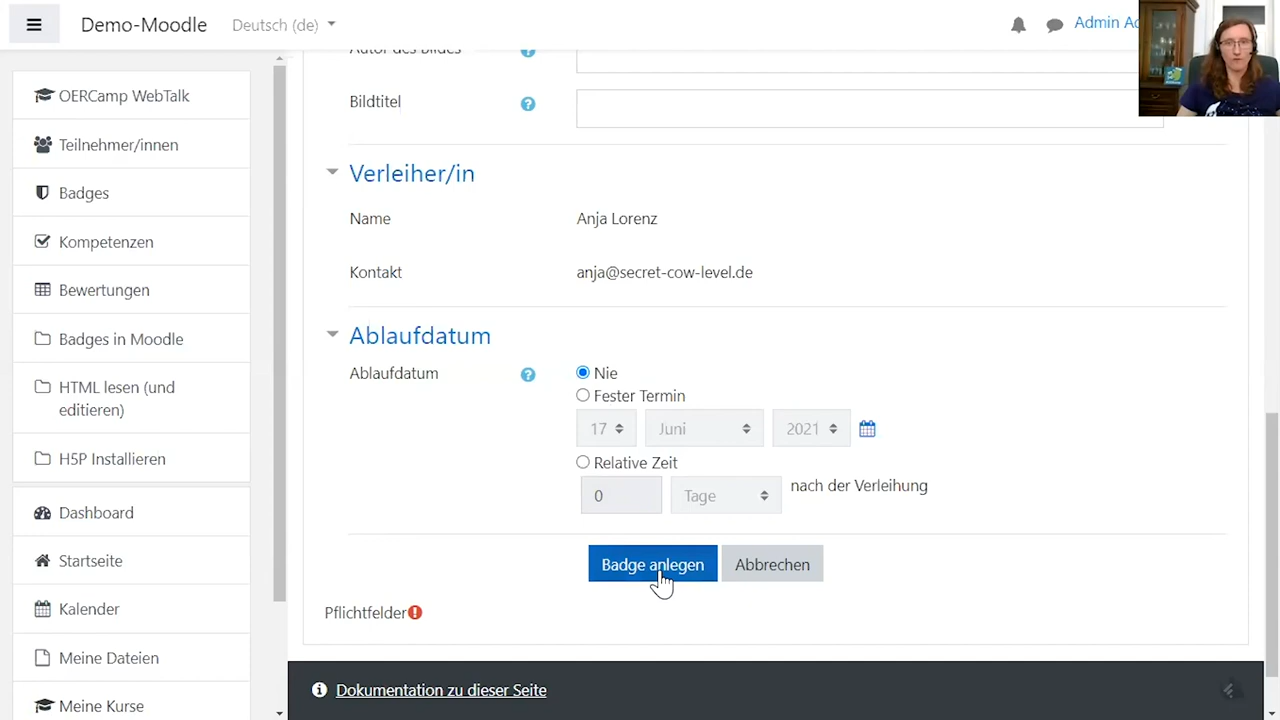 Demo-Moodle
Deutsch (de)
Admin Ad
OERCamp WebTalk
Teilnehmer/innen
Badges
Kompetenzen
Bewertungen
Badges in Moodle
HTML lesen (und
editieren)
H5P Installieren
Dashboard
Startseite
Kalender
Meine Dateien
Meine Kurse
Autor des Bildes
Bildtitel
Verleiher/in
Name Anja Lorenz
Kontakt anja@secret-cow-level.de
Ablaufdatum
Ablaufdatum
Nie
Fester Termin
17 Juni 2021
Relative Zeit
0 Tage nach der Verleihung
Badge anlegen Abbrechen
Pflichtfelder
Dokumentation zu dieser Seite